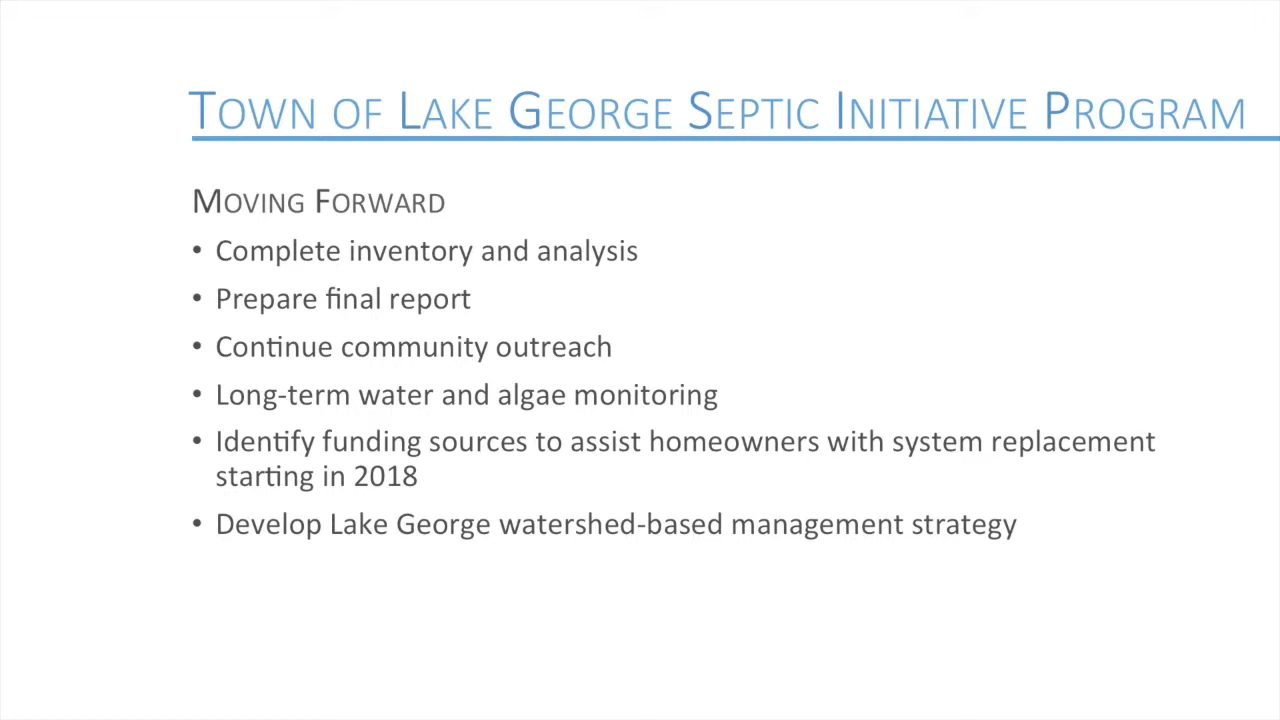 TOWN OF LAKE GEORGE SEPTIC INITIATIVE PROGRAM
MOVING FORWARD
• Complete inventory and analysis
• Prepare final report
• Continue community outreach
• Long-term water and algae monitoring
• Identify funding sources to assist homeowners with system replacement
starting in 2018
• Develop Lake George watershed-based management strategy